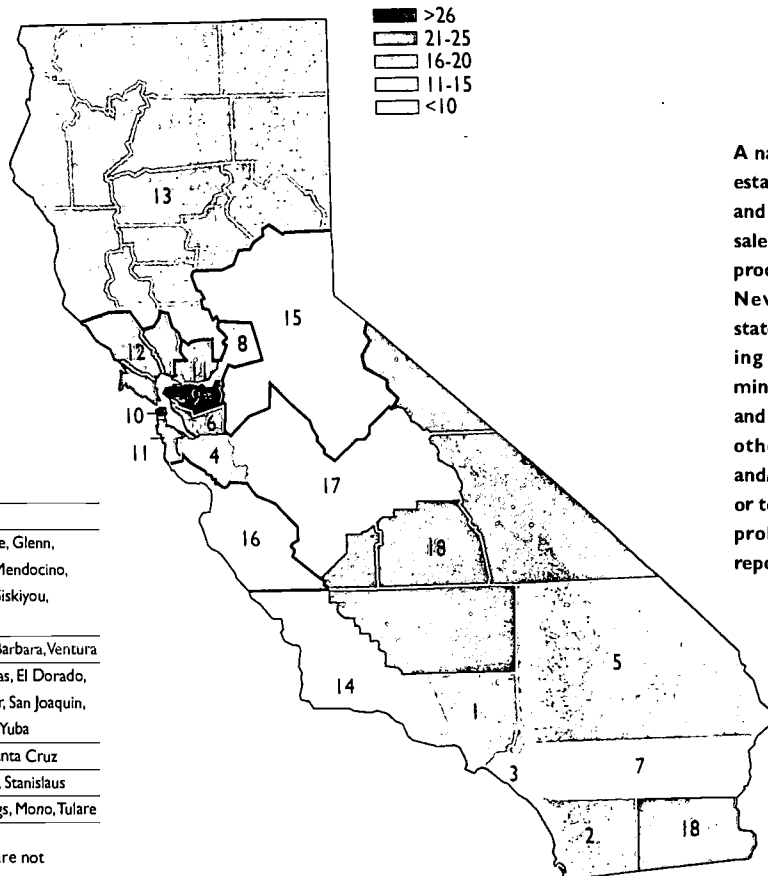 >26
21-25
16-20
11-15
<10
A na
esta
and
sale
proc
Nev
stat
ing
min
and
othe
and/
or to
prol
repo
13
15
8
12
11
9
10
6
11
4
17
16
18
5
14
1
3
7
2
18
e, Glenn,
Mendocino,
Siskiyou,
Barbara, Ventura
as, El Dorado,
r, San Joaquin,
Yuba
nta Cruz
, Stanislaus
gs, Mono, Tulare
are not